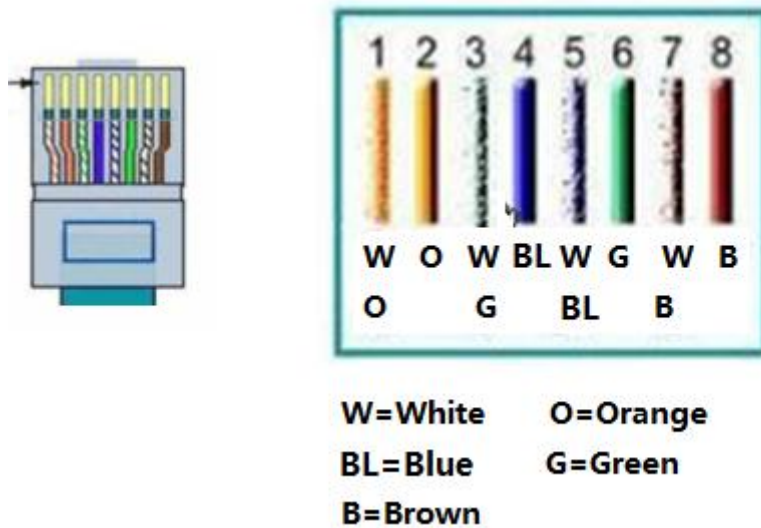 1 2 3 4 5 6 7 8
W O W BL W G W B
O G BL B
W=White O=Orange
BL=Blue G=Green
B=Brown